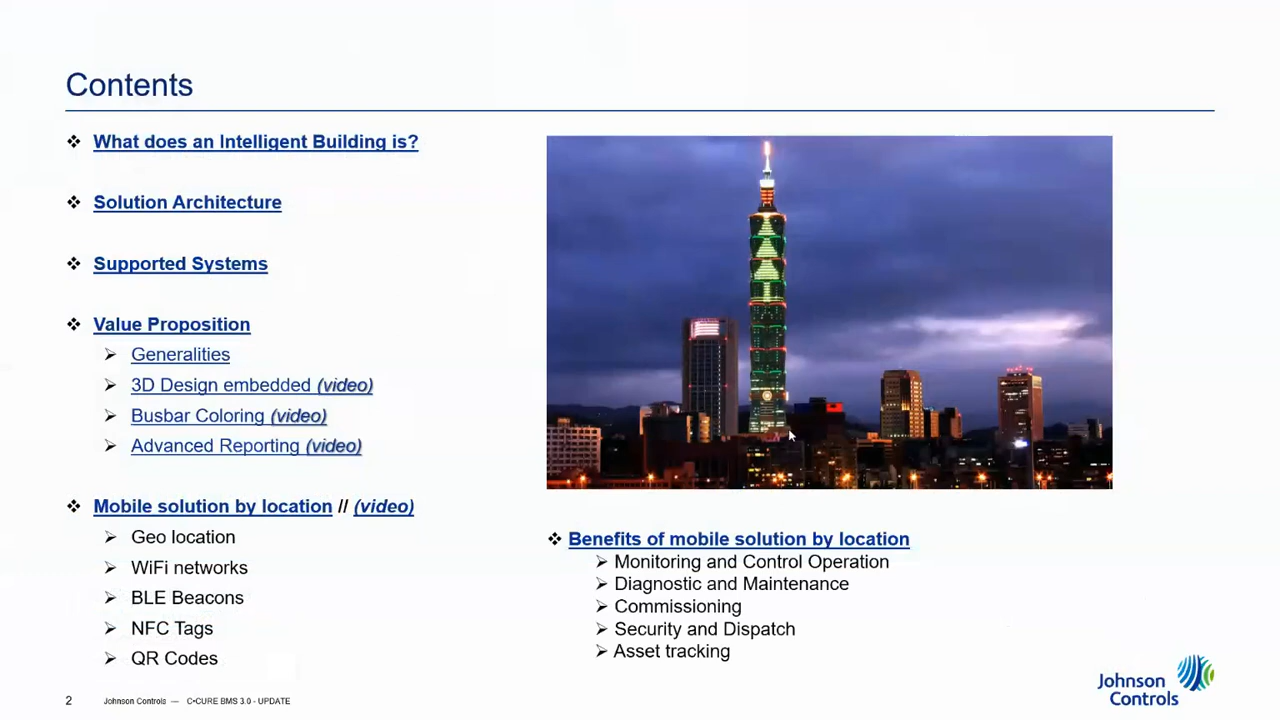 Contents
❖ What does an Intelligent Building is?
❖ Solution Architecture
❖ Supported Systems
❖ Value Proposition
➢ Generalities
➢ 3D Design embedded (video)
➢ Busbar Coloring (video)
➢ Advanced Reporting (video)
❖ Mobile solution by location // (video)
➢ Geo location
➢ WiFi networks
➢ BLE Beacons
➢ NFC Tags
➢ QR Codes
❖ Benefits of mobile solution by location
➢ Monitoring and Control Operation
➢ Diagnostic and Maintenance
➢ Commissioning
➢ Security and Dispatch
➢ Asset tracking
2 Johnson Controls — C•CURE BMS 3.0 - UPDATE
Johnson
Controls